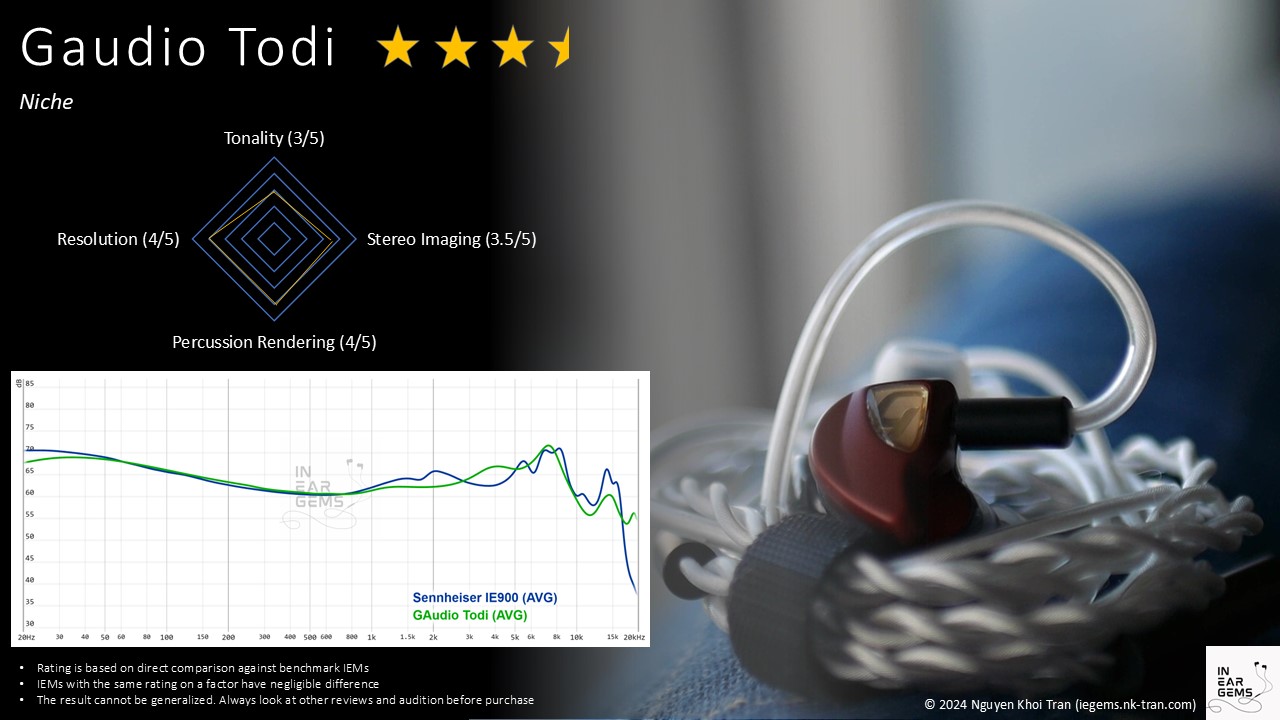 Gaudio Todi
Niche
Tonality (3/5)
Resolution (4/5)
Stereo Imaging (3.5/5)
Percussion Rendering (4/5)
dB
85
80
75
70
65
60
55
50
45
40
35
30
IN
EAR
GEMS
Sennheiser IE900 (AVG)
GAudio Todi (AVG)
20Hz 30 40 50 60 80 100 150 200 300 400 500 600 800 1k 1.5k 2k 3k 4k 5k 6k 8k 10k 15k 20kHz
• Rating is based on direct comparison against benchmark IEMs
• IEMs with the same rating on a factor have negligible difference
• The result cannot be generalized. Always look at other reviews and audition before purchase
© 2024 Nguyen Khoi Tran (iegems.nk-tran.com)
IN
EAR
GEMS